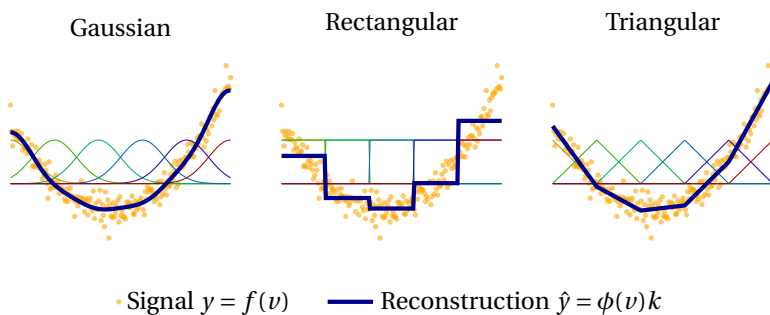 Gaussian
Rectangular
Triangular
Signal y = f(v)
Reconstruction ŷ = ϕ(v)k